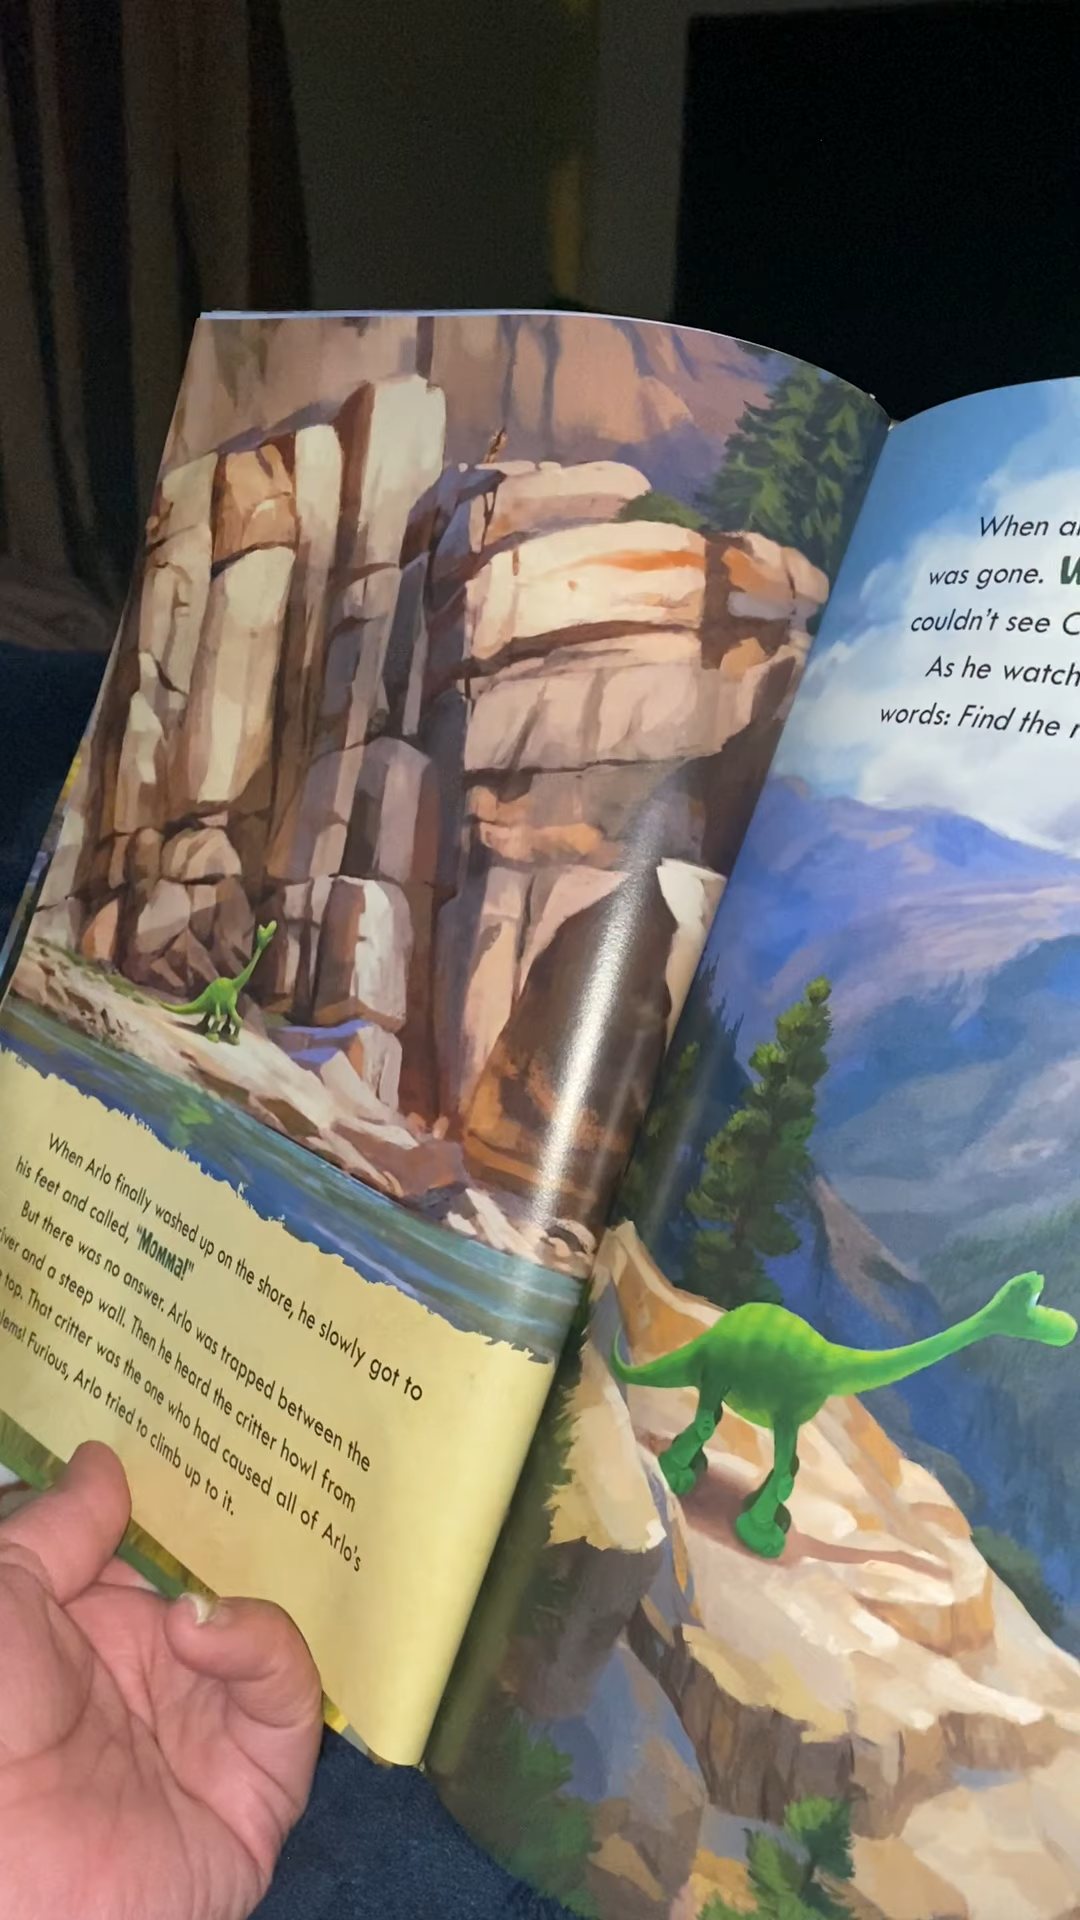 When Arlo finally washed up on the shore, he slowly got to
his feet and called, "Momma!"
But there was no answer. Arlo was trapped between the
and a steep wall. Then he heard the critter howl from
top. That critter was the one who had caused all of Arlo's
Furious, Arlo tried to climb up to it.
When
was gone.
couldn't see
As he
words: Find the